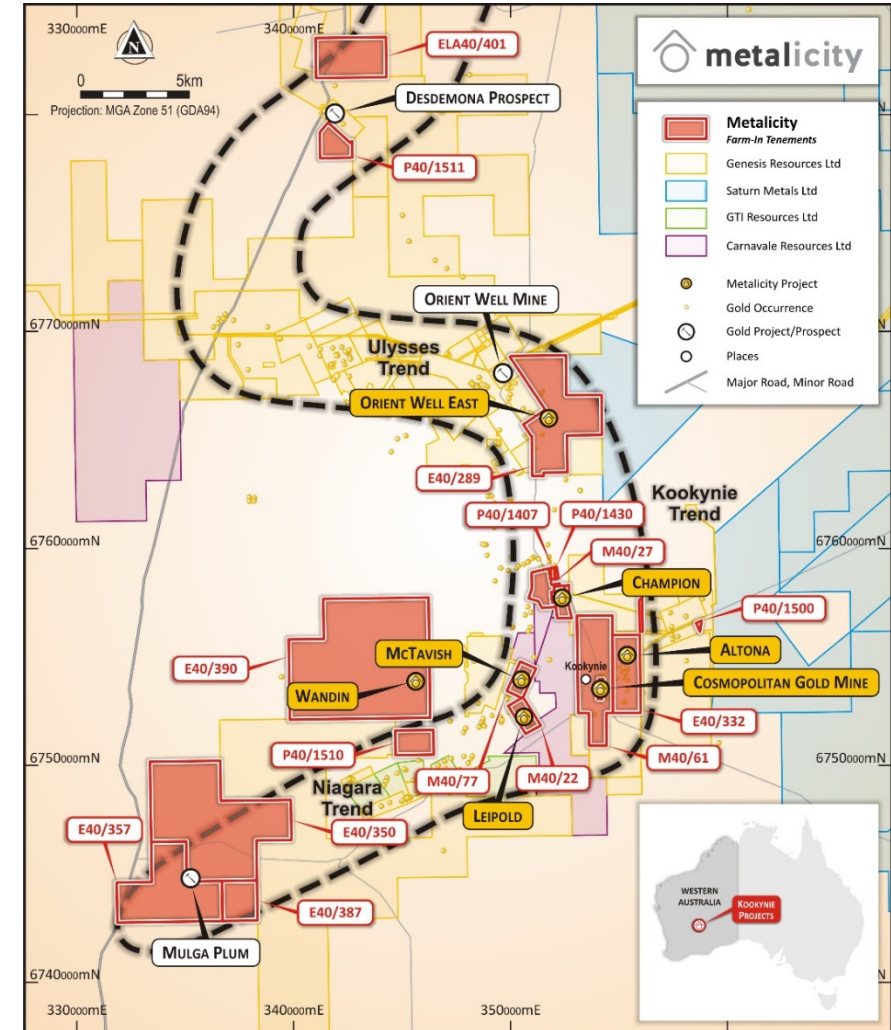 330000mE
340000mE
350000mE
N
0 5km
Projection: MGA Zone 51 (GDA94)
ELA40/401
DESDEMONA PROSPECT
P40/1511
metalicity
Metalicity
Farm-In Tenements
Genesis Resources Ltd
Saturn Metals Ltd
GTI Resources Ltd
Carnavale Resources Ltd
Metalicity Project
Gold Occurrence
Gold Project/Prospect
Places
Major Road, Minor Road
6770000mN
ORIENT WELL MINE
Ulysses
Trend
ORIENT WELL EAST
E40/289
Kookynie
Trend
P40/1407
P40/1430
6760000mN
6760000mN
M40/27
CHAMPION
P40/1500
E40/390
MCTAVISH
ALTONA
Kookynie
WANDIN
COSMOPOLITAN GOLD MINE
E40/332
P40/1510
M40/61
6750000mN
6750000mN
M40/77
M40/22
Niagara
Trend
LEIPOLD
E40/357
E40/350
E40/387
MULGA PLUM
WESTERN
AUSTRALIA
KOOKYNIE
PROJECTS
6740000mN
N
330000mE
340000mE
350000mE